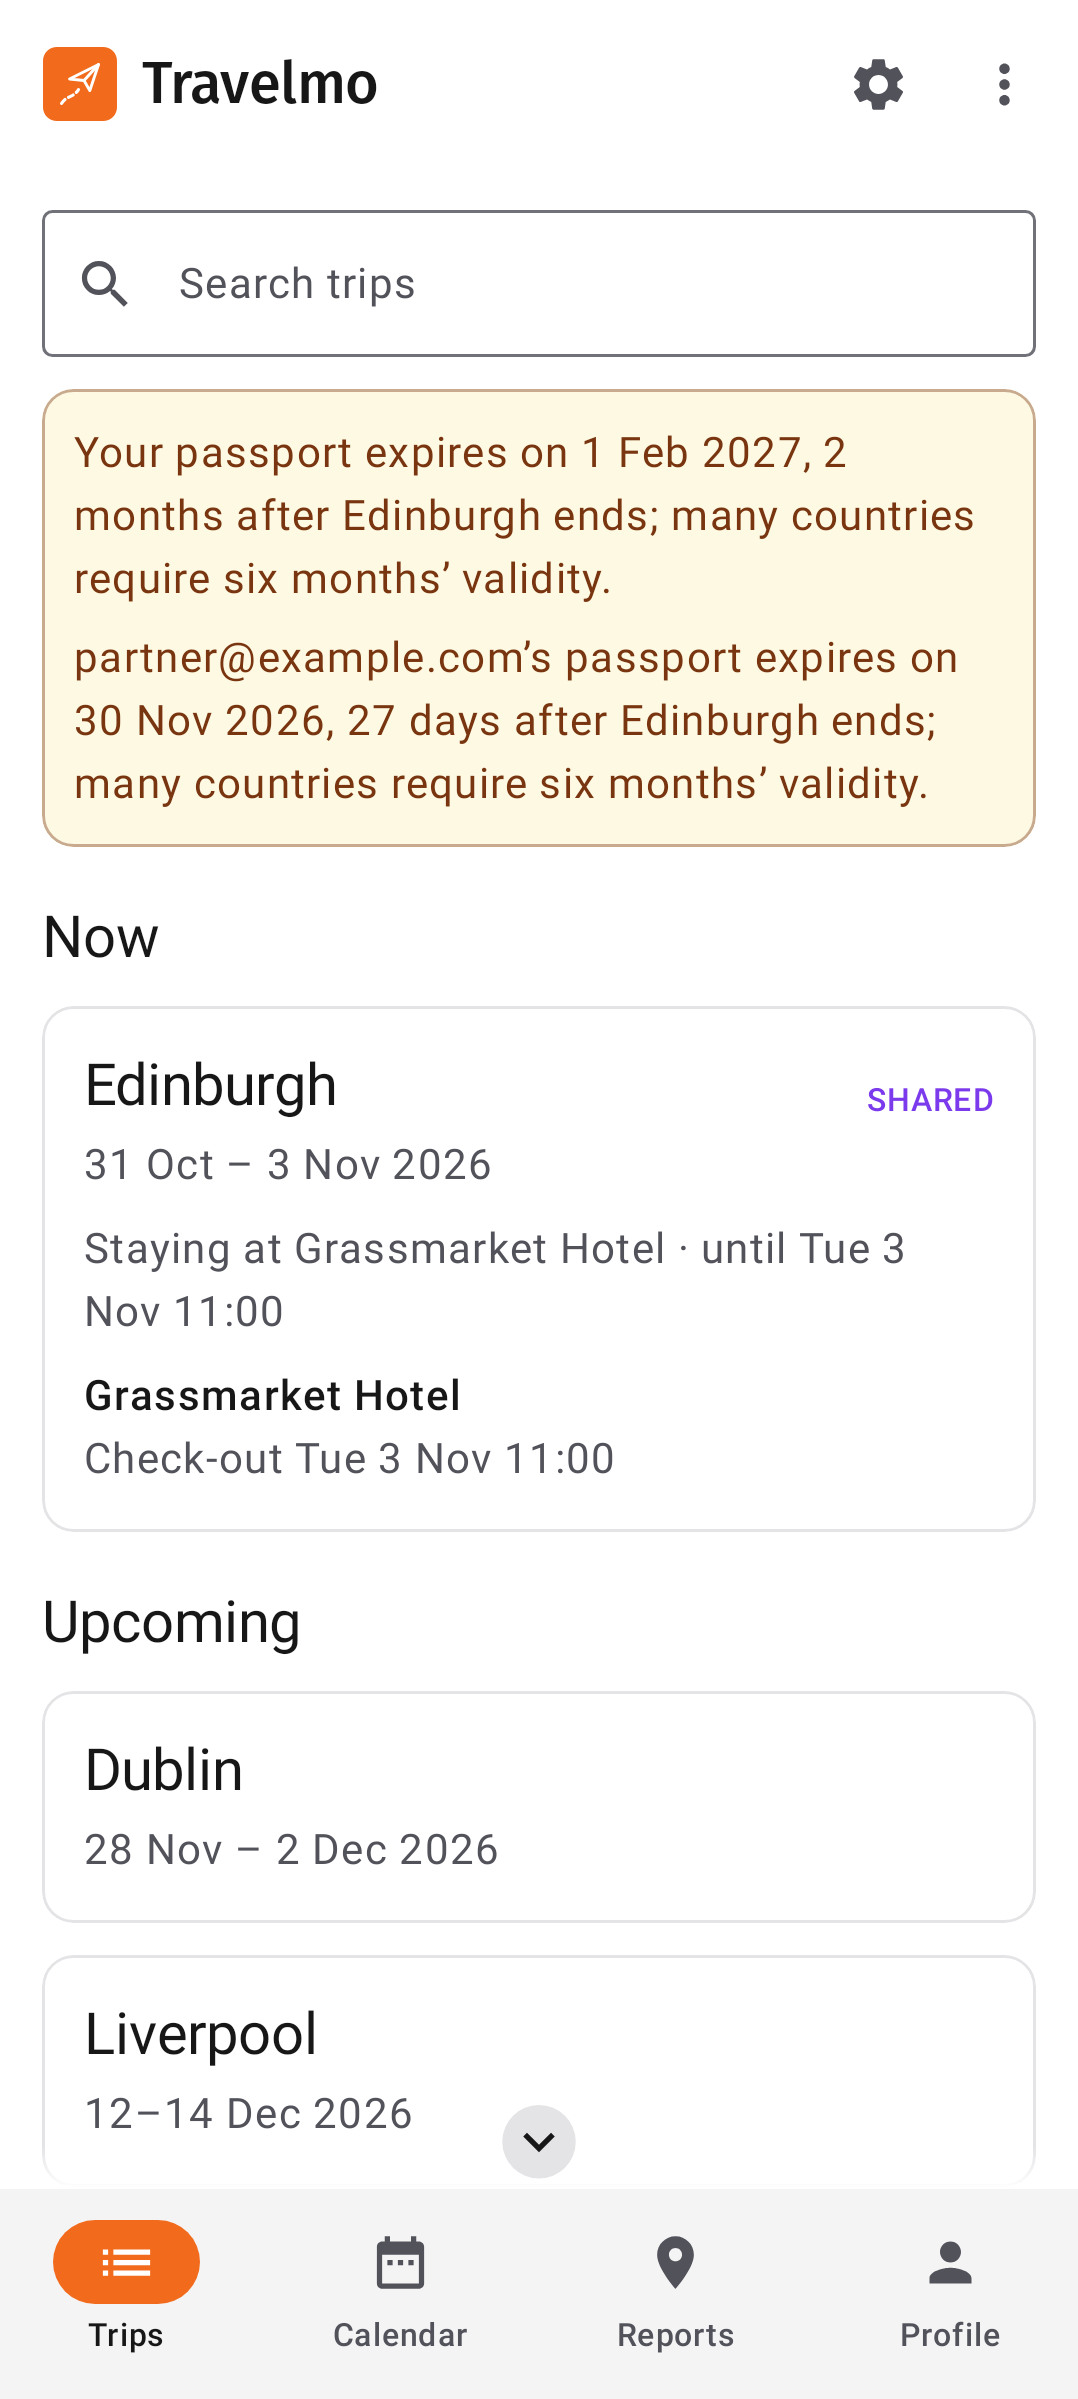 Travelmo
Search trips
Your passport expires on 1 Feb 2027, 2
months after Edinburgh ends; many countries
require six months’ validity.
partner@example.com’s passport expires on
30 Nov 2026, 27 days after Edinburgh ends;
many countries require six months’ validity.
Now
Edinburgh
SHARED
31 Oct – 3 Nov 2026
Staying at Grassmarket Hotel · until Tue 3
Nov 11:00
Grassmarket Hotel
Check-out Tue 3 Nov 11:00
Upcoming
Dublin
28 Nov – 2 Dec 2026
Liverpool
12–14 Dec 2026
Trips
Calendar
Reports
Profile